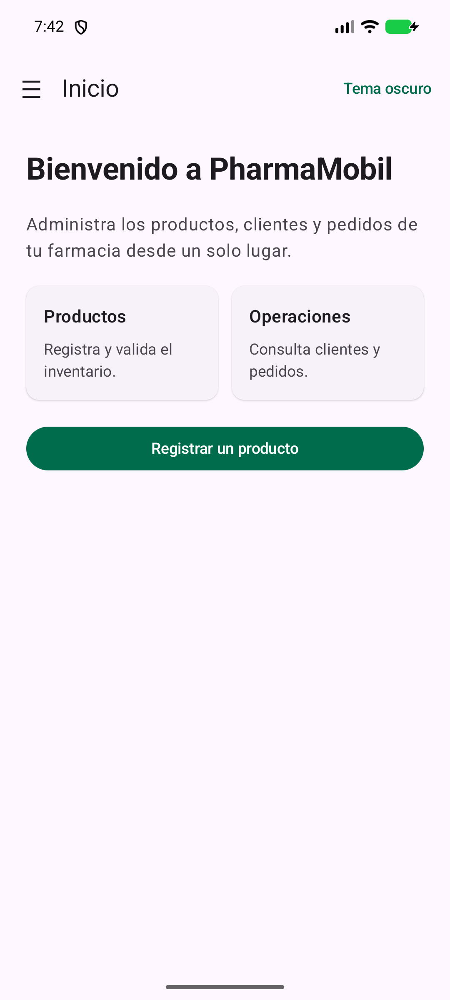 7:42
Inicio
Tema oscuro
Bienvenido a PharmaMobil
Administra los productos, clientes y pedidos de
tu farmacia desde un solo lugar.
Productos
Registra y valida el
inventario.
Operaciones
Consulta clientes y
pedidos.
Registrar un producto